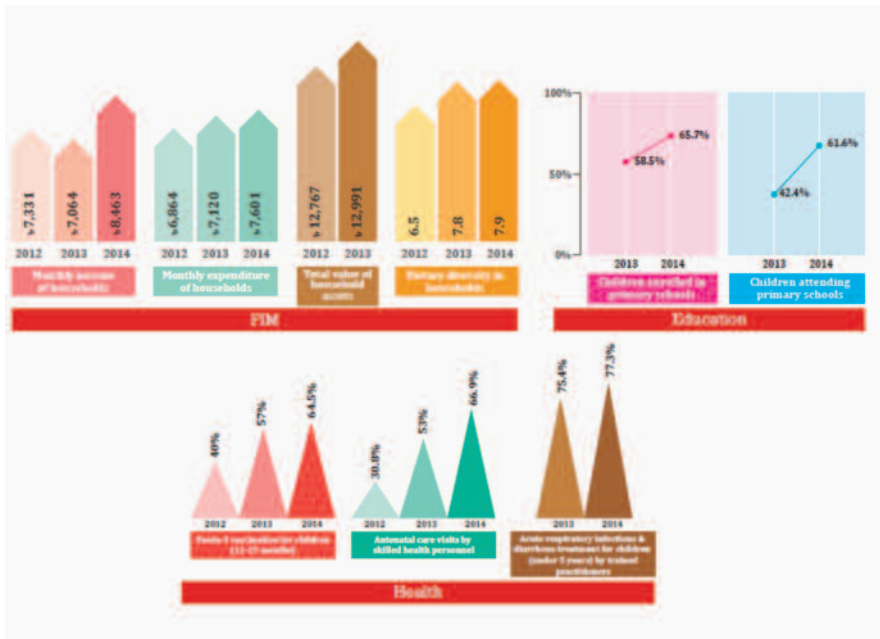 ৳7,331
৳7,064
৳8,463
2012 2013 2014
Monthly income
of households
৳6,864
৳7,120
৳7,601
2012 2013 2014
Monthly expenditure
of households
৳12,767
৳12,991
2012 2013
Total value of
household
assets
6.5
7.8
7.9
2012 2013 2014
Dietary diversity in
households
FIM
100%
50%
0%
58.5%
65.7%
2013 2014
Children enrolled in
primary schools
42.4%
61.6%
2013 2014
Children attending
primary schools
Education
40%
57%
64.5%
2012 2013 2014
vaccination for children
(12-23 months)
30.8%
53%
66.9%
2012 2013 2014
Antenatal care visits by
skilled health personnel
75.4%
77.3%
2013 2014
Acute respiratory infections &
diarrhoea treatment for children
(under 5 years) by trained
practitioners
Health